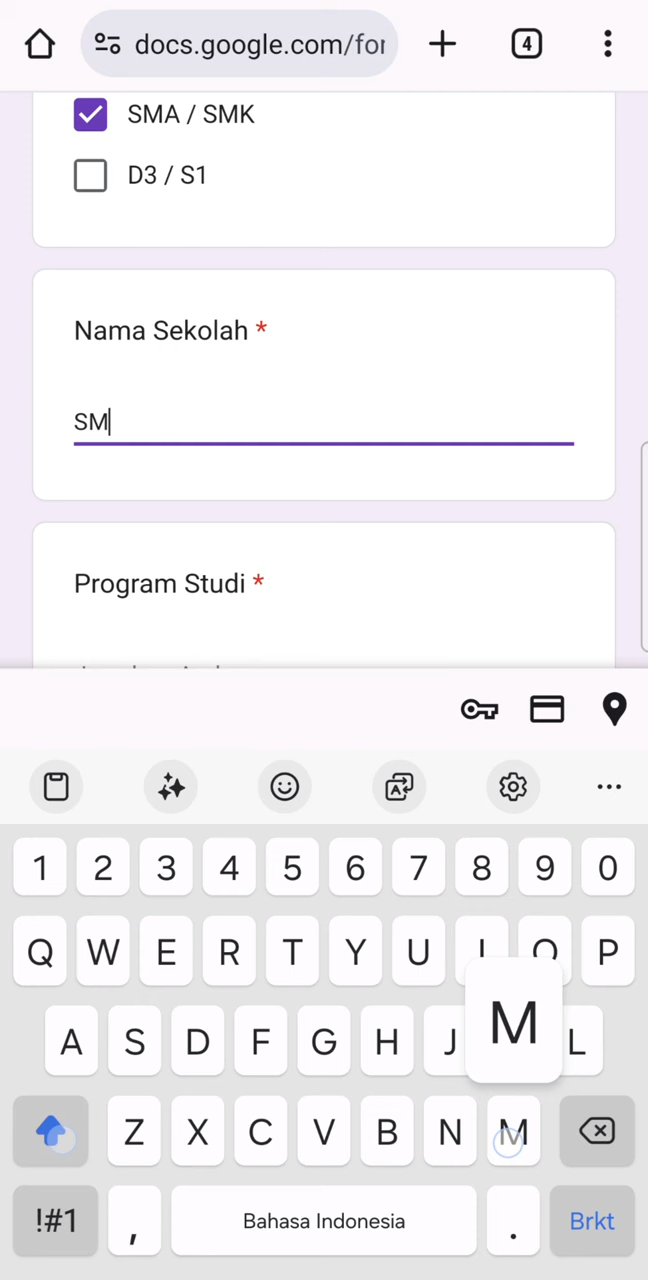 docs.google.com/for
4
SMA / SMK
D3 / S1
Nama Sekolah *
SM
Program Studi *
1 2 3 4 5 6 7 8 9 0
Q W E R T Y U I O P
A S D F G H J L
M
Z X C V B N M
!#1 , Bahasa Indonesia . Brkt